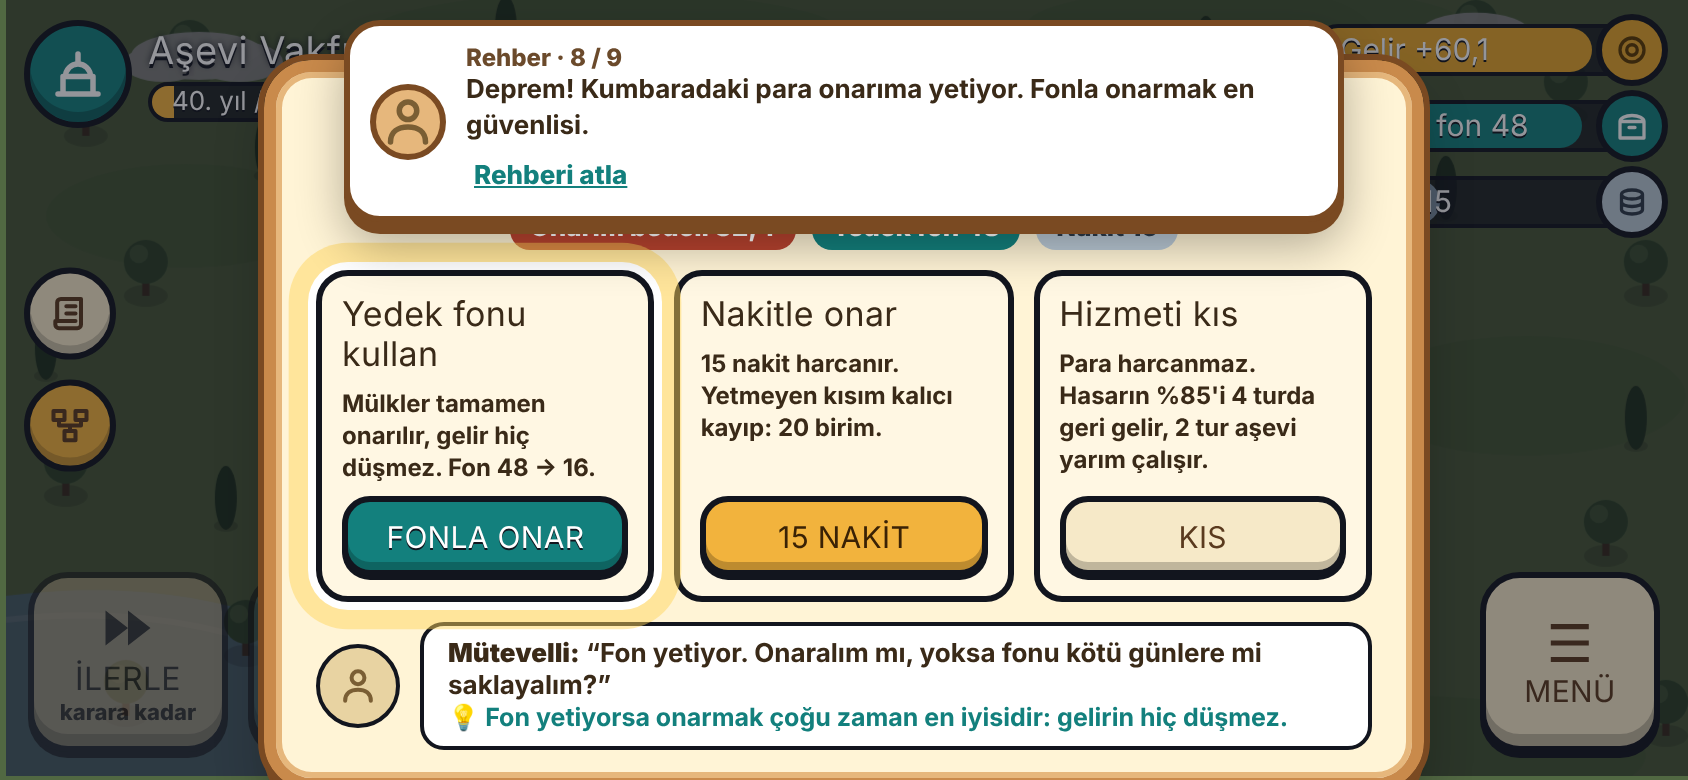 Aşevi Vakfı
40. yıl /
Rehber · 8 / 9
Deprem! Kumbaradaki para onarıma yetiyor. Fonla onarmak en
güvenlisi.
Rehberi atla
Gelir +60,1
fon 48
15
Yedek fonu
kullan
Mülkler tamamen
onarılır, gelir hiç
düşmez. Fon 48 → 16.
FONLA ONAR
Nakitle onar
15 nakit harcanır.
Yetmeyen kısım kalıcı
kayıp: 20 birim.
15 NAKİT
Hizmeti kıs
Para harcanmaz.
Hasarın %85'i 4 turda
geri gelir, 2 tur aşevi
yarım çalışır.
KIS
Mütevelli: “Fon yetiyor. Onaralım mı, yoksa fonu kötü günlere mi
saklayalım?”
💡 Fon yetiyorsa onarmak çoğu zaman en iyisidir: gelirin hiç düşmez.
İLERLE
karara kadar
MENÜ